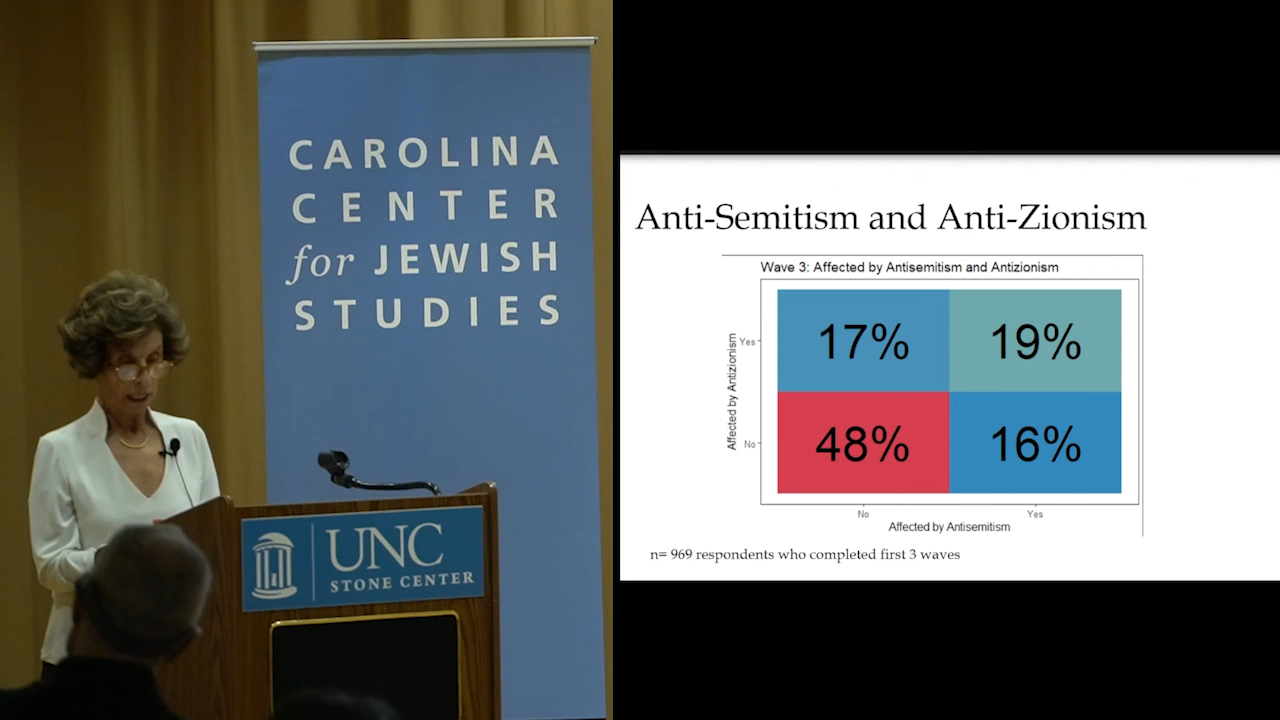 CAROLINA
CENTER
for JEWISH
STUDIES
UNC
STONE CENTER
Anti-Semitism and Anti-Zionism
Wave 3: Affected by Antisemitism and Antizionism
Affected by Antizionism
Yes
17%
19%
No
48%
16%
No
Yes
Affected by Antisemitism
n= 969 respondents who completed first 3 waves